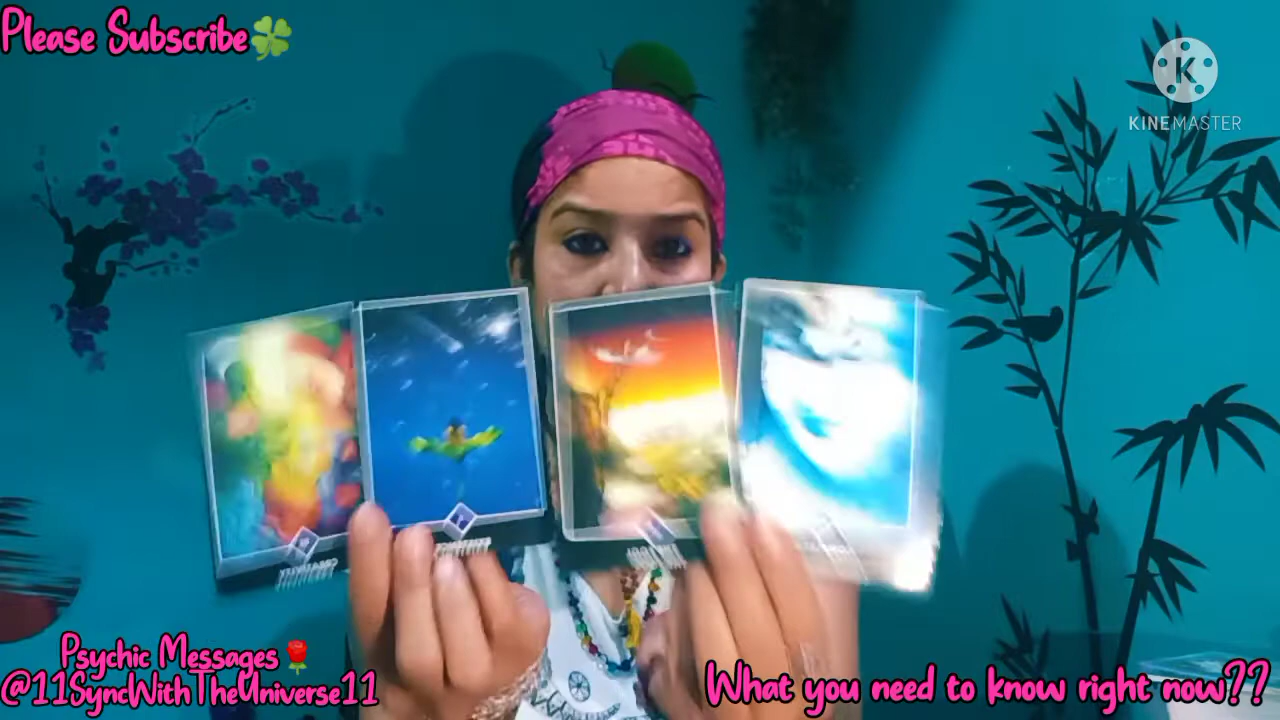 Please Subscribe🍀
KINEMASTER
Psychic Messages🌹
@11SyncWithTheUniverse11
What you need to know right now??